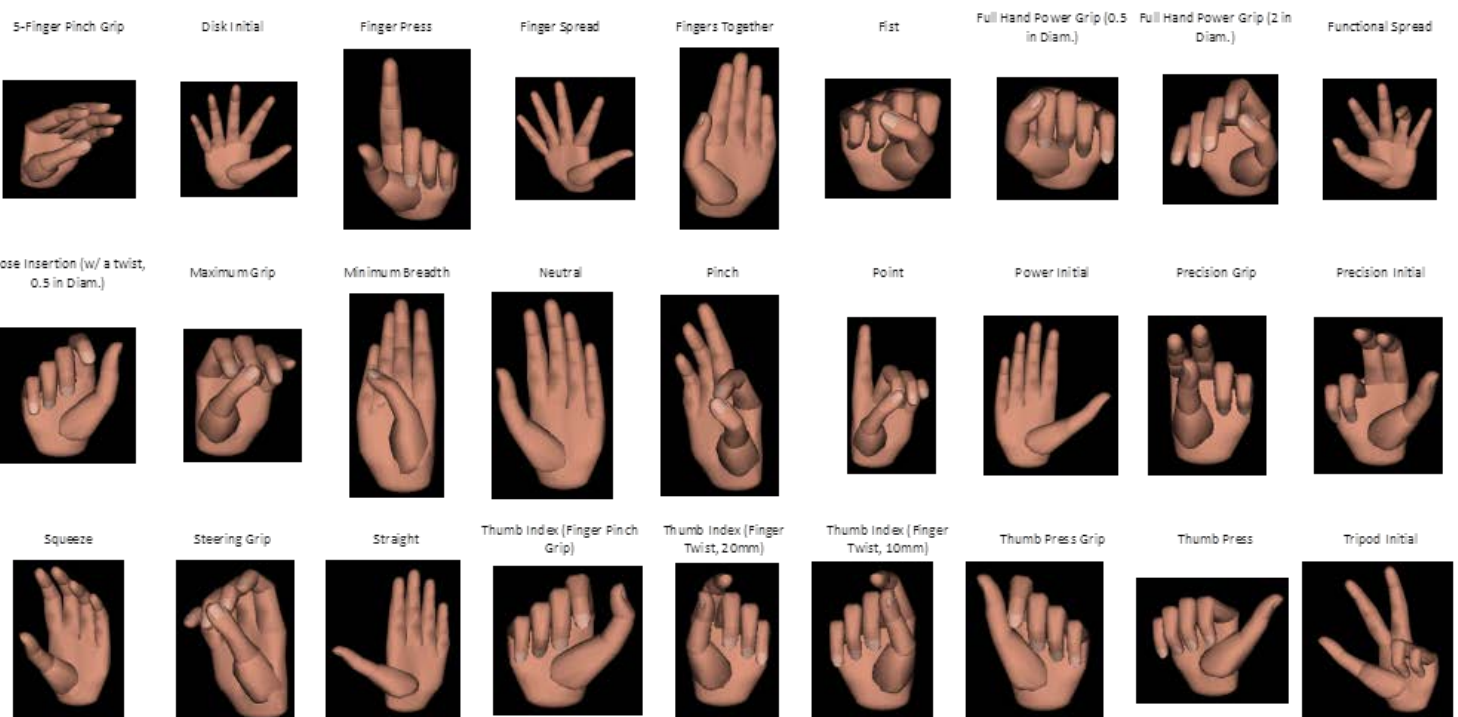 5-Finger Pinch Grip
Disk Initial
Finger Press
Finger Spread
Fingers Together
Fist
Full Hand Power Grip (0.5
in Diam.)
Full Hand Power Grip (2 in
Diam.)
Functional Spread
ose Insertion (w/ a twist,
0.5 in Diam.)
Maximum Grip
Minimum Breadth
Neutral
Pinch
Point
Power Initial
Precision Grip
Precision Initial
Squeeze
Steering Grip
Straight
Thumb Index (Finger Pinch
Grip)
Thumb Index (Finger
Twist, 20mm)
Thumb Index (Finger
Twist, 10mm)
Thumb Press Grip
Thumb Press
Tripod Initial